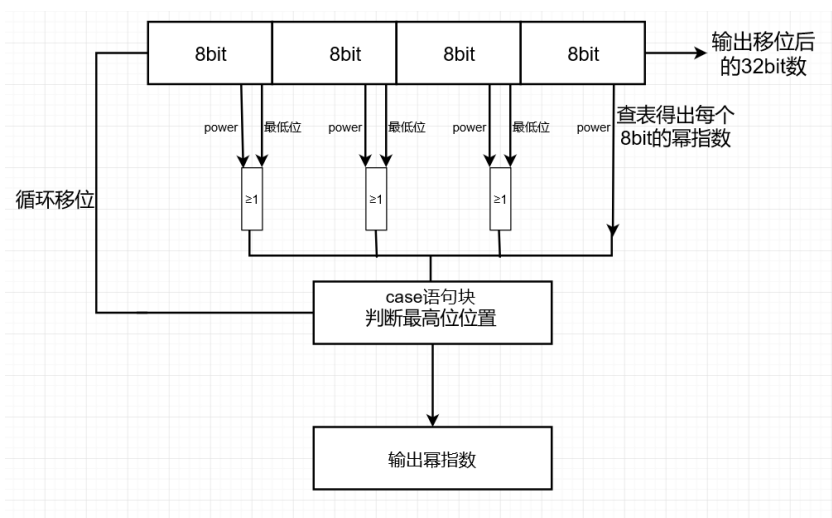 8bit
8bit
8bit
8bit
输出移位后
的32bit数
power
最低位
power
最低位
power
最低位
power
查表得出每个
8bit的幂指数
循环移位
≥1
≥1
≥1
case语句块
判断最高位位置
输出幂指数